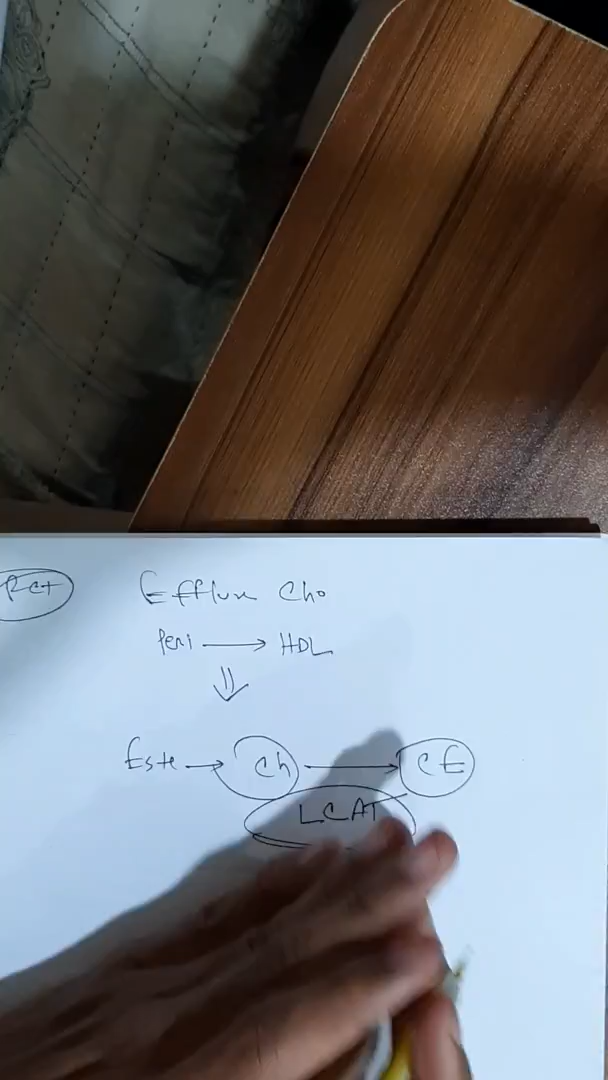 RCT
Efflux Cho
Peri → HDL
⇓
Este → Ch → CE
LCAT